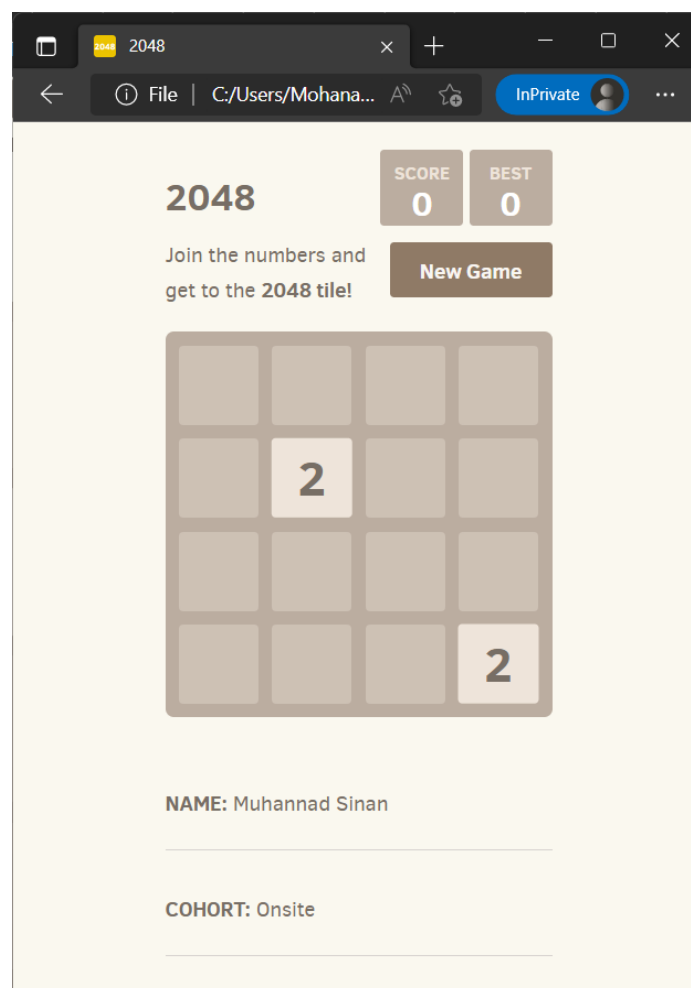 2048
2048
File | C:/Users/Mohana...
InPrivate
2048
SCORE
0
BEST
0
Join the numbers and
get to the 2048 tile!
New Game
2
2
NAME: Muhannad Sinan
COHORT: Onsite